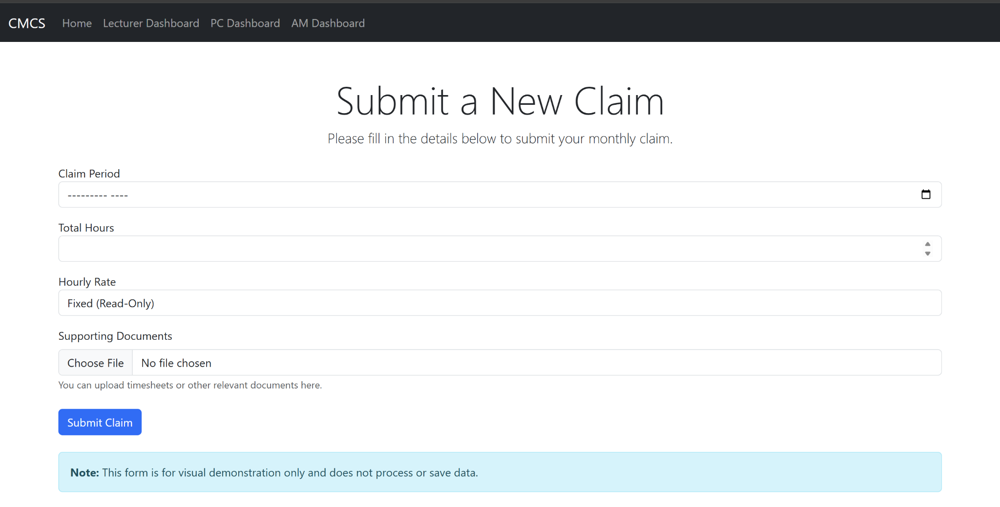 CMCS Home Lecturer Dashboard PC Dashboard AM Dashboard
Submit a New Claim
Please fill in the details below to submit your monthly claim.
Claim Period
--------- ----
Total Hours
Hourly Rate
Fixed (Read-Only)
Supporting Documents
Choose File No file chosen
You can upload timesheets or other relevant documents here.
Submit Claim
Note: This form is for visual demonstration only and does not process or save data.